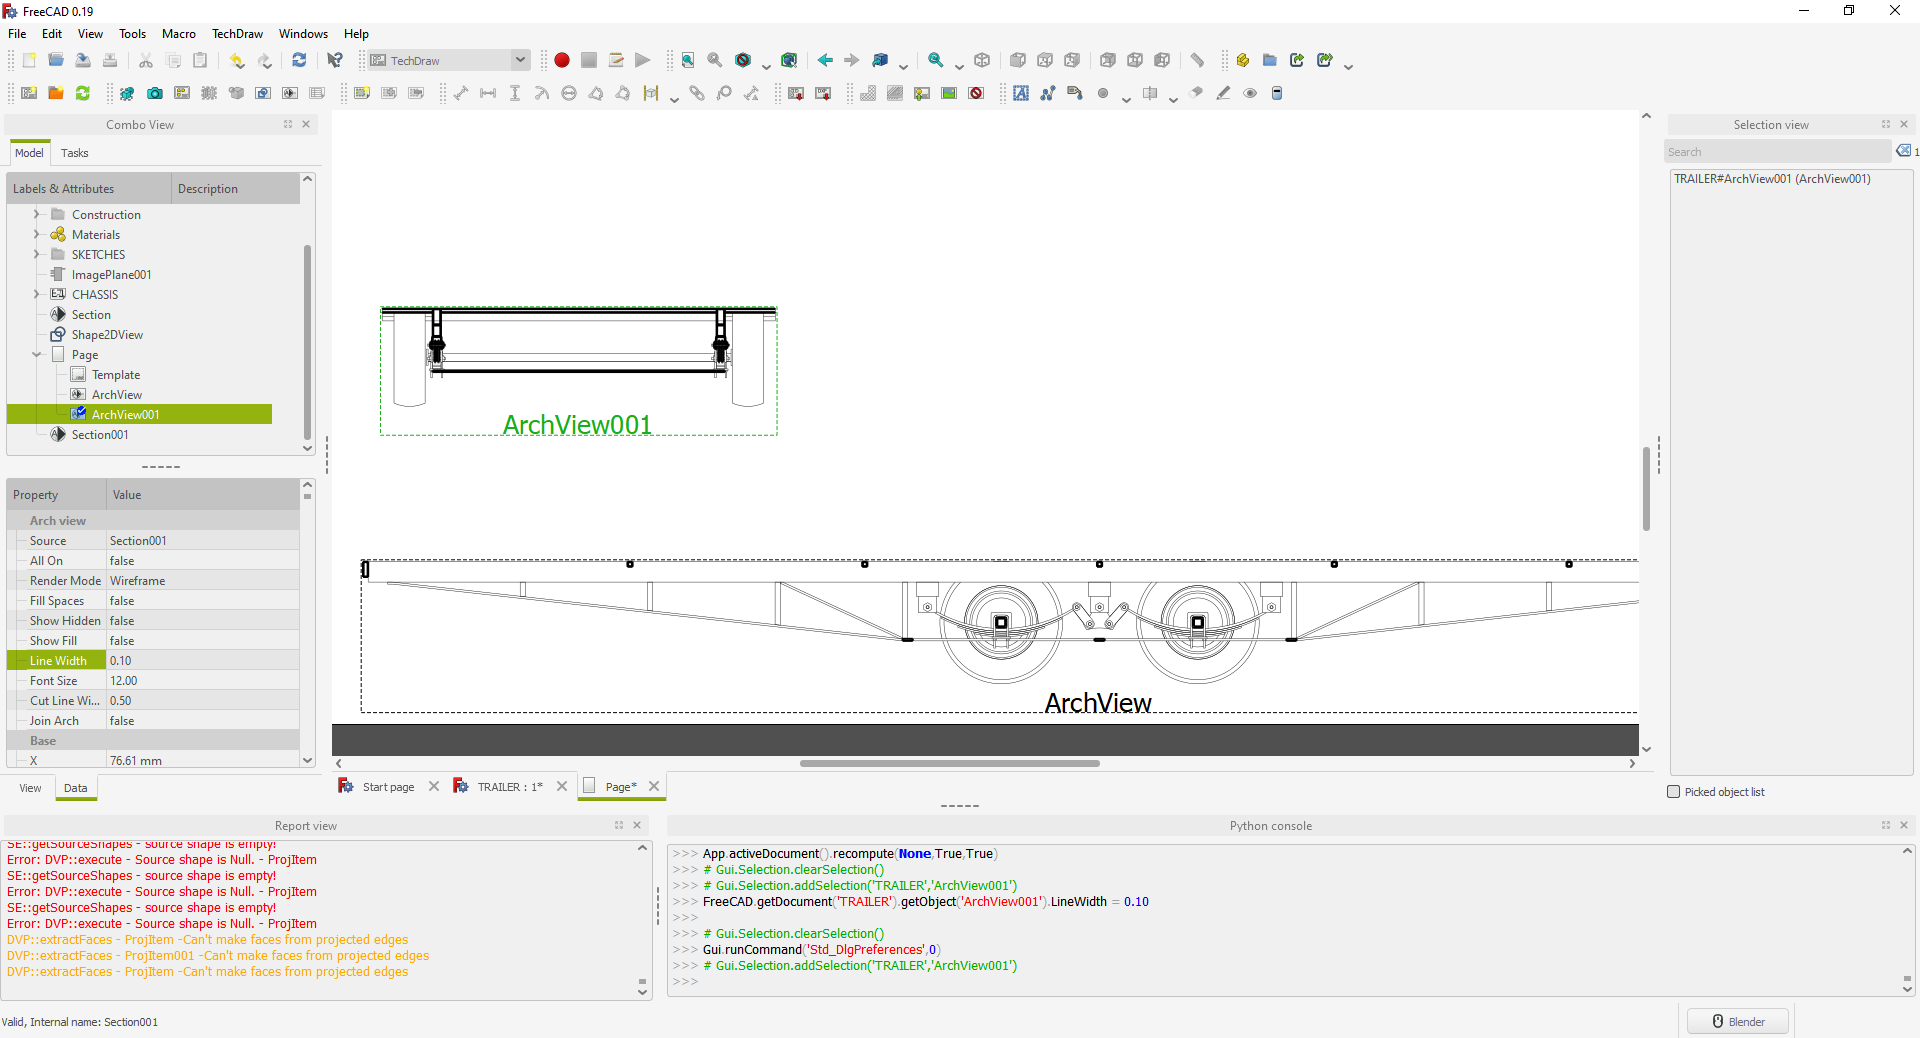 FreeCAD 0.19
File Edit View Tools Macro TechDraw Windows Help
TechDraw
Combo View
Model Tasks
Labels & Attributes Description
Construction
Materials
SKETCHES
ImagePlane001
CHASSIS
Section
Shape2DView
Page
Template
ArchView
ArchView001
Section001
Property Value
Arch view
Source Section001
All On false
Render Mode Wireframe
Fill Spaces false
Show Hidden false
Show Fill false
Line Width 0.10
Font Size 12.00
Cut Line Wi... 0.50
Join Arch false
Base
X 76.61 mm
View Data
ArchView001
ArchView
Start page TRAILER : 1* Page*
Selection view
Search
1
TRAILER#ArchView001 (ArchView001)
Picked object list
Report view
SE::getSourceShapes - source shape is empty!
Error: DVP::execute - Source shape is Null. - ProjItem
SE::getSourceShapes - source shape is empty!
Error: DVP::execute - Source shape is Null. - ProjItem
SE::getSourceShapes - source shape is empty!
Error: DVP::execute - Source shape is Null. - ProjItem
DVP::extractFaces - ProjItem -Can't make faces from projected edges
DVP::extractFaces - ProjItem001 -Can't make faces from projected edges
DVP::extractFaces - ProjItem -Can't make faces from projected edges
Python console
>>> App.activeDocument().recompute(None,True,True)
>>> # Gui.Selection.clearSelection()
>>> # Gui.Selection.addSelection('TRAILER','ArchView001')
>>> FreeCAD.getDocument('TRAILER').getObject('ArchView001').LineWidth = 0.10
>>>
>>> # Gui.Selection.clearSelection()
>>> Gui.runCommand('Std_DlgPreferences',0)
>>> # Gui.Selection.addSelection('TRAILER','ArchView001')
>>>
Valid, Internal name: Section001
Blender